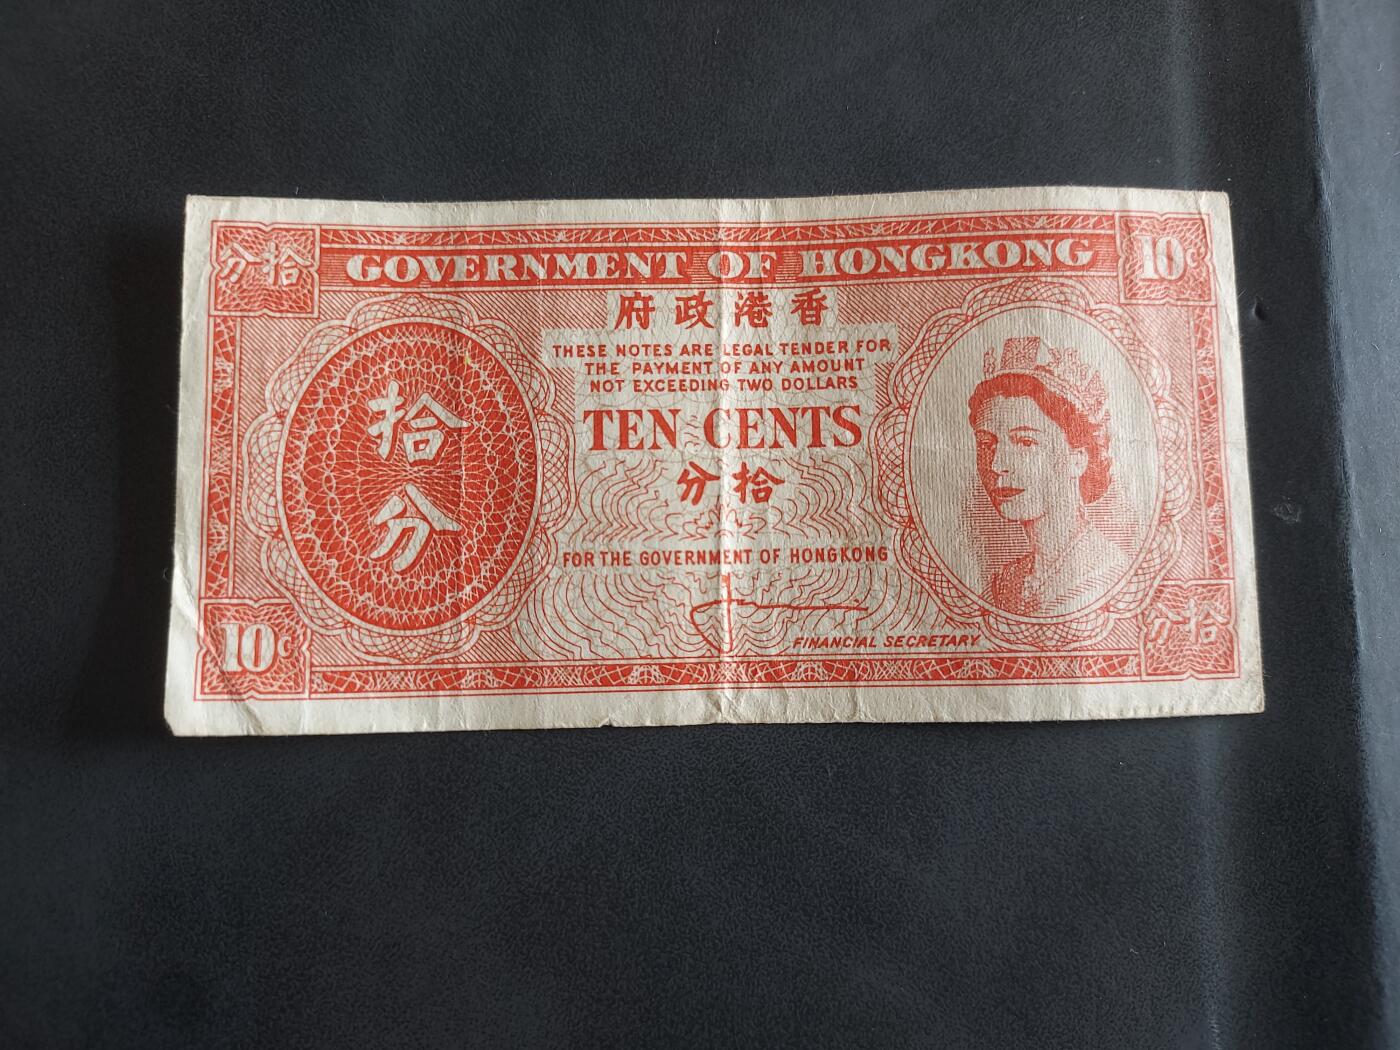 分拾
GOVERNMENT OF HONGKONG
10c
府政港香
THESE NOTES ARE LEGAL TENDER FOR
THE PAYMENT OF ANY AMOUNT
NOT EXCEEDING TWO DOLLARS
拾
分
TEN CENTS
分拾
FOR THE GOVERNMENT OF HONGKONG
FINANCIAL SECRETARY
10c
分拾